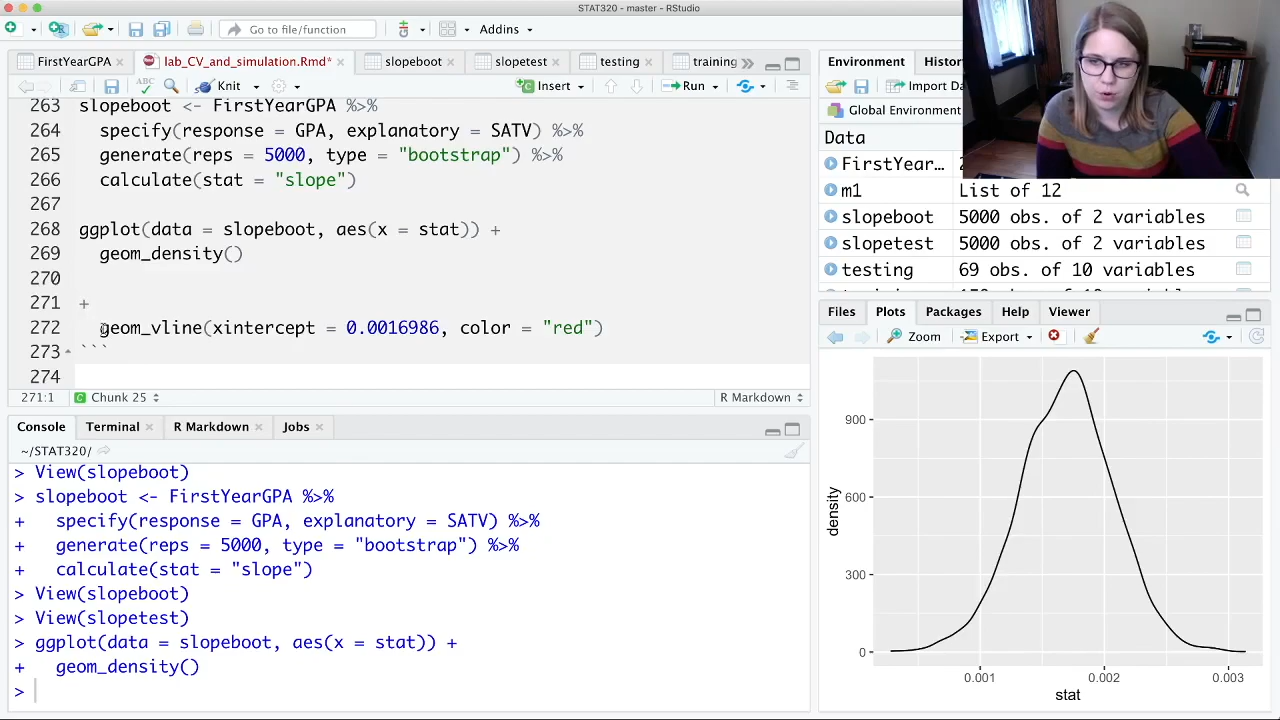 STAT320 - master - RStudio
Go to file/function
Addins
FirstYearGPA
lab_CV_and_simulation.Rmd*
slopeboot
slopetest
testing
training
ABC
Knit
Insert
Run
263 slopeboot <- FirstYearGPA %>%
264 specify(response = GPA, explanatory = SATV) %>%
265 generate(reps = 5000, type = "bootstrap") %>%
266 calculate(stat = "slope")
267
268 ggplot(data = slopeboot, aes(x = stat)) +
269 geom_density()
270
271 +
272 geom_vline(xintercept = 0.0016986, color = "red")
273 ```
274
271:1
Chunk 25
R Markdown
Console
Terminal
R Markdown
Jobs
~/STAT320/
> View(slopeboot)
> slopeboot <- FirstYearGPA %>%
+ specify(response = GPA, explanatory = SATV) %>%
+ generate(reps = 5000, type = "bootstrap") %>%
+ calculate(stat = "slope")
> View(slopeboot)
> View(slopetest)
> ggplot(data = slopeboot, aes(x = stat)) +
+ geom_density()
>
Environment
Import
Global Environment
Data
FirstYear...
m1 List of 12
slopeboot 5000 obs. of 2 variables
slopetest 5000 obs. of 2 variables
testing 69 obs. of 10 variables
Files
Plots
Packages
Help
Viewer
Zoom
Export
900
600
300
0
density
0.001
0.002
0.003
stat